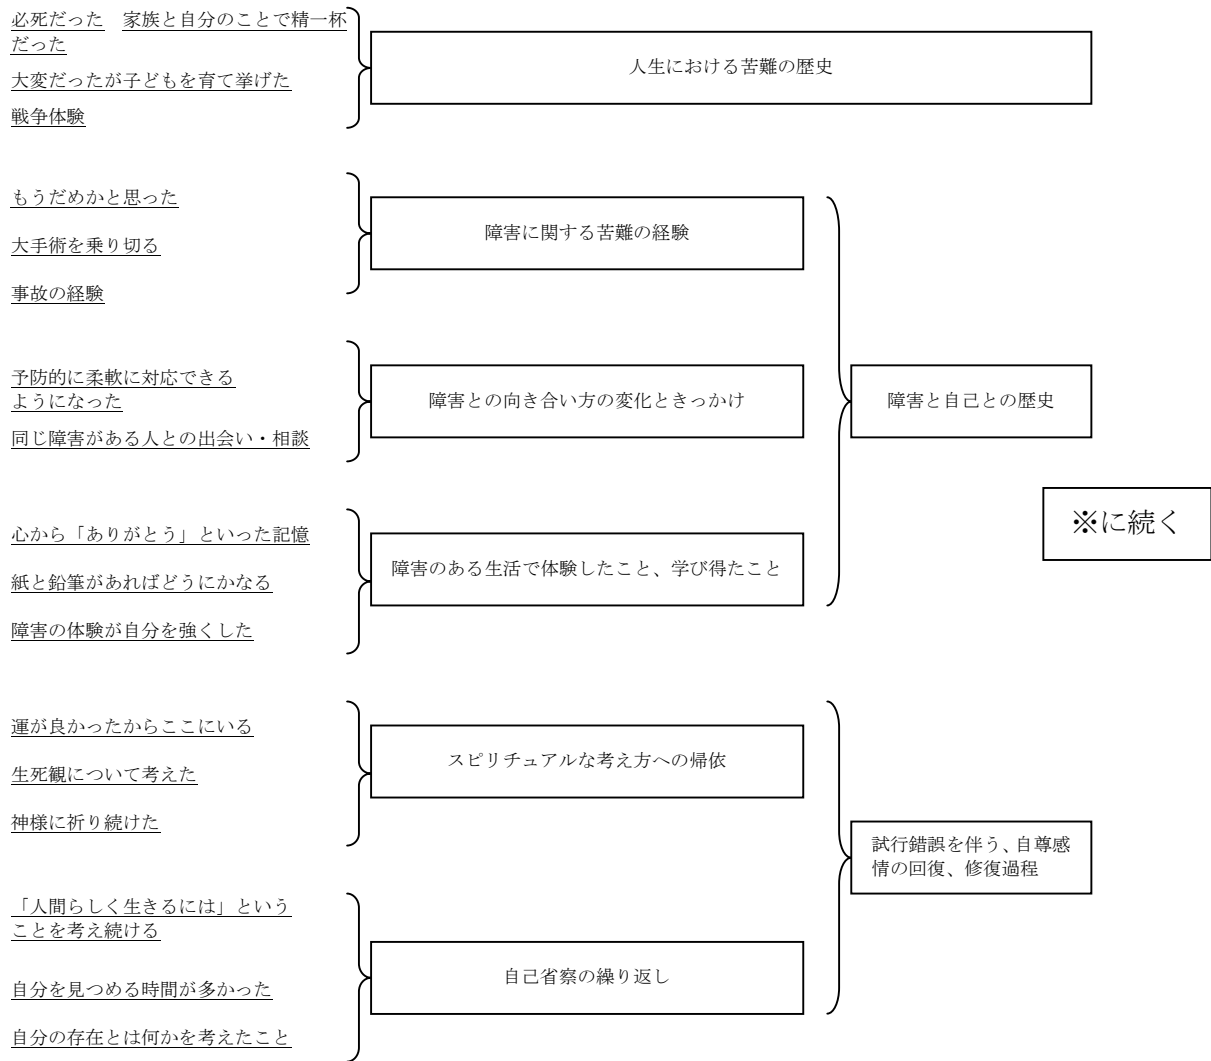 必死だった　家族と自分のことで精一杯
だった
大変だったが子どもを育て挙げた
戦争体験
人生における苦難の歴史
もうだめかと思った
大手術を乗り切る
事故の経験
障害に関する苦難の経験
予防的に柔軟に対応できる
ようになった
同じ障害がある人との出会い・相談
障害との向き合い方の変化ときっかけ
心から「ありがとう」といった記憶
紙と鉛筆があればどうにかなる
障害の体験が自分を強くした
障害のある生活で体験したこと、学び得たこと
障害と自己との歴史
※に続く
運が良かったからここにいる
生死観について考えた
神様に祈り続けた
スピリチュアルな考え方への帰依
「人間らしく生きるには」という
ことを考え続ける
自分を見つめる時間が多かった
自分の存在とは何かを考えたこと
自己省察の繰り返し
試行錯誤を伴う、自尊感
情の回復、修復過程